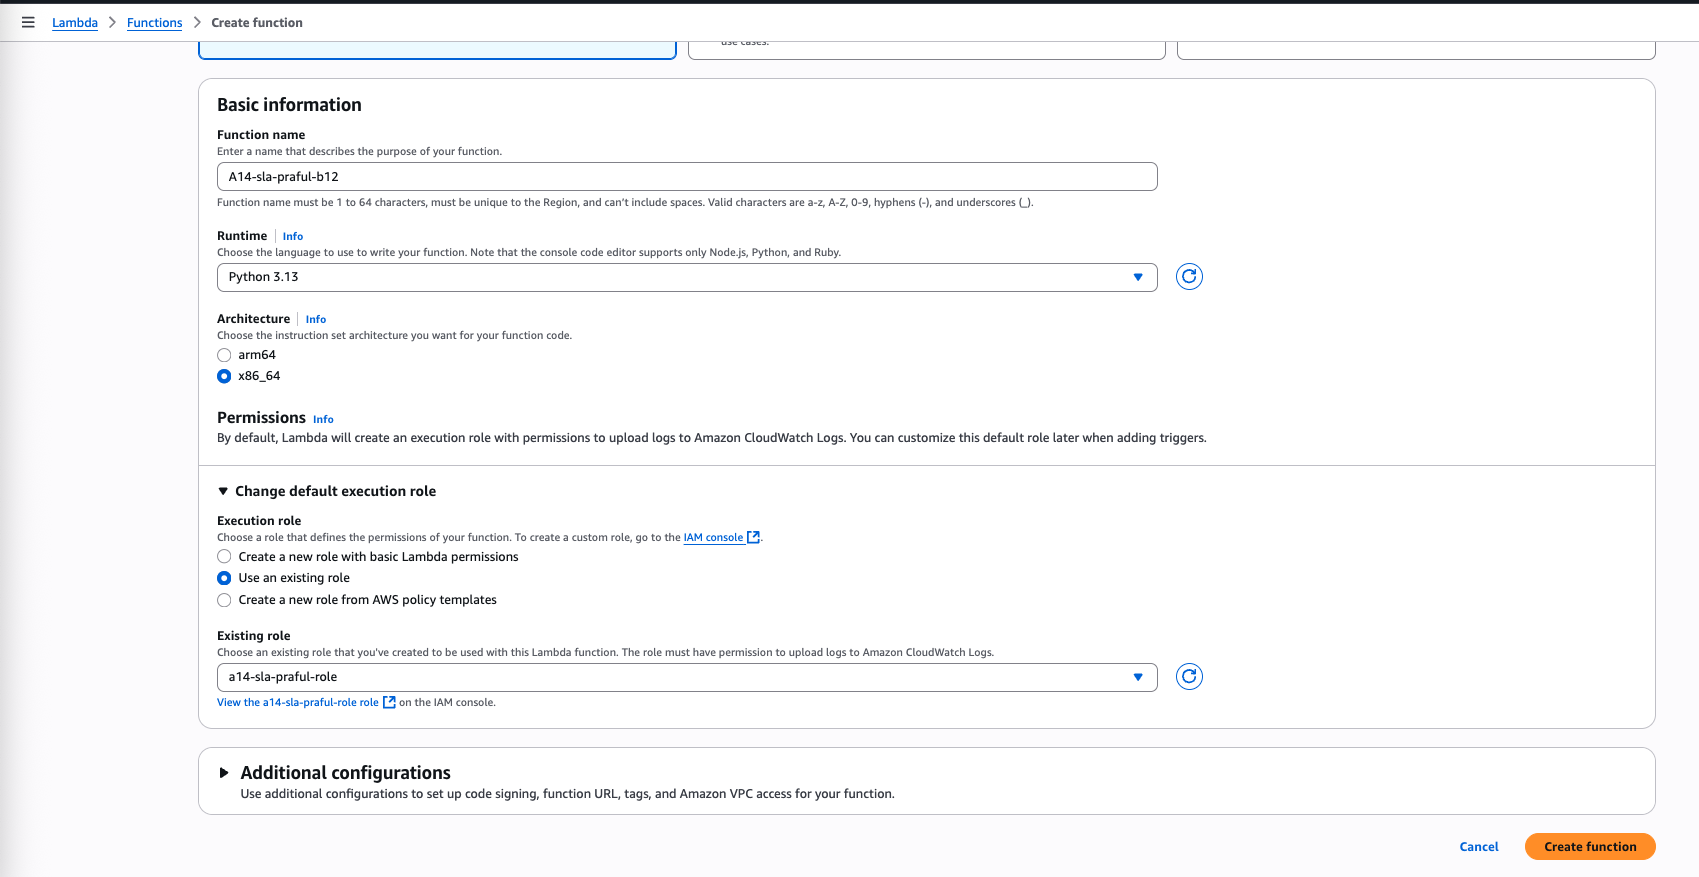 Lambda > Functions > Create function
use cases.
Basic information
Function name
Enter a name that describes the purpose of your function.
A14-sla-praful-b12
Function name must be 1 to 64 characters, must be unique to the Region, and can't include spaces. Valid characters are a-z, A-Z, 0-9, hyphens (-), and underscores (_).
Runtime Info
Choose the language to use to write your function. Note that the console code editor supports only Node.js, Python, and Ruby.
Python 3.13
Architecture Info
Choose the instruction set architecture you want for your function code.
arm64
x86_64
Permissions Info
By default, Lambda will create an execution role with permissions to upload logs to Amazon CloudWatch Logs. You can customize this default role later when adding triggers.
Change default execution role
Execution role
Choose a role that defines the permissions of your function. To create a custom role, go to the IAM console.
Create a new role with basic Lambda permissions
Use an existing role
Create a new role from AWS policy templates
Existing role
Choose an existing role that you've created to be used with this Lambda function. The role must have permission to upload logs to Amazon CloudWatch Logs.
a14-sla-praful-role
View the a14-sla-praful-role role on the IAM console.
Additional configurations
Use additional configurations to set up code signing, function URL, tags, and Amazon VPC access for your function.
Cancel Create function